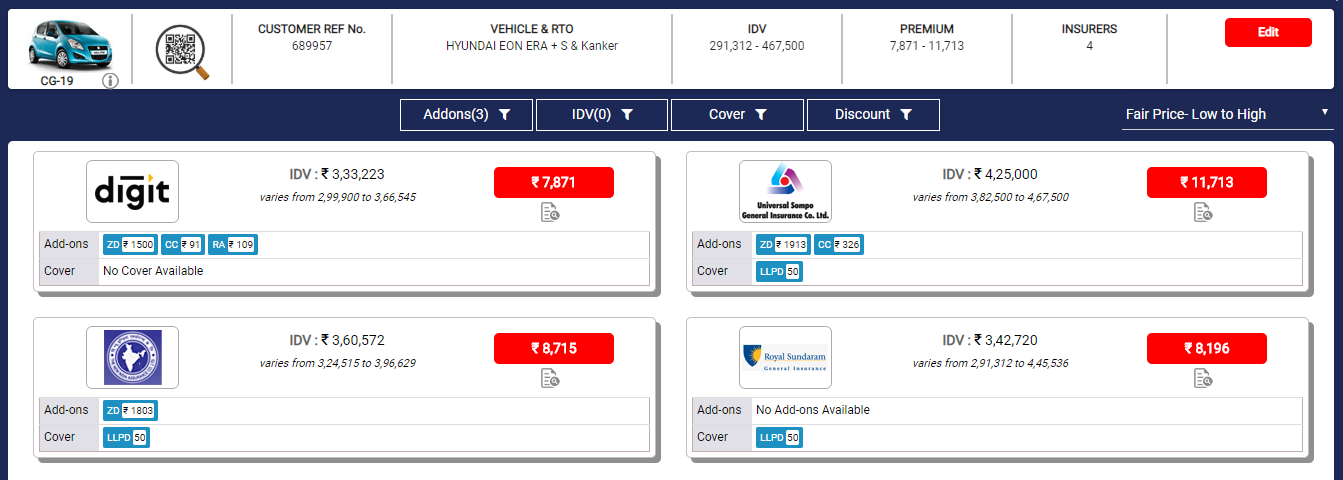 CG-19
CUSTOMER REF No.
689957
VEHICLE & RTO
HYUNDAI EON ERA + S & Kanker
IDV
291,312 - 467,500
PREMIUM
7,871 - 11,713
INSURERS
4
Edit
Addons(3)
IDV(0)
Cover
Discount
Fair Price- Low to High
digit
IDV : ₹ 3,33,223
varies from 2,99,900 to 3,66,545
₹ 7,871
Add-ons ZD ₹ 1500 CC ₹ 91 RA ₹ 109
Cover No Cover Available
Universal Sompo
General Insurance Co. Ltd.
IDV : ₹ 4,25,000
varies from 3,82,500 to 4,67,500
₹ 11,713
Add-ons ZD ₹ 1913 CC ₹ 326
Cover LLPD 50
IDV : ₹ 3,60,572
varies from 3,24,515 to 3,96,629
₹ 8,715
Add-ons ZD ₹ 1803
Cover LLPD 50
Royal Sundaram
General Insurance
IDV : ₹ 3,42,720
varies from 2,91,312 to 4,45,536
₹ 8,196
Add-ons No Add-ons Available
Cover LLPD 50